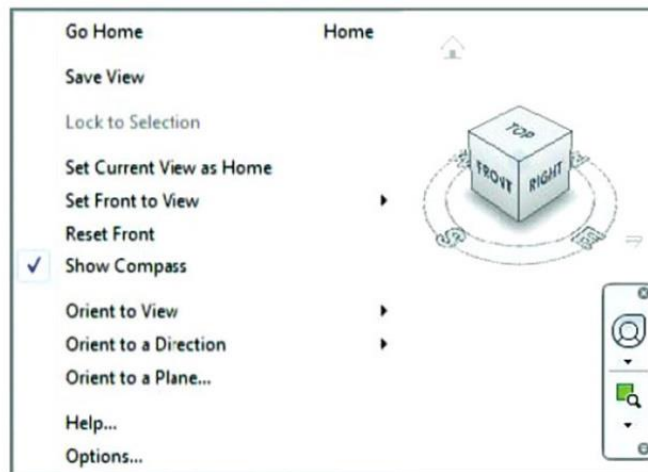 Go Home Home
Save View
Lock to Selection
Set Current View as Home
Set Front to View
Reset Front
Show Compass
Orient to View
Orient to a Direction
Orient to a Plane...
Help...
Options...
TOP
FRONT RIGHT
S